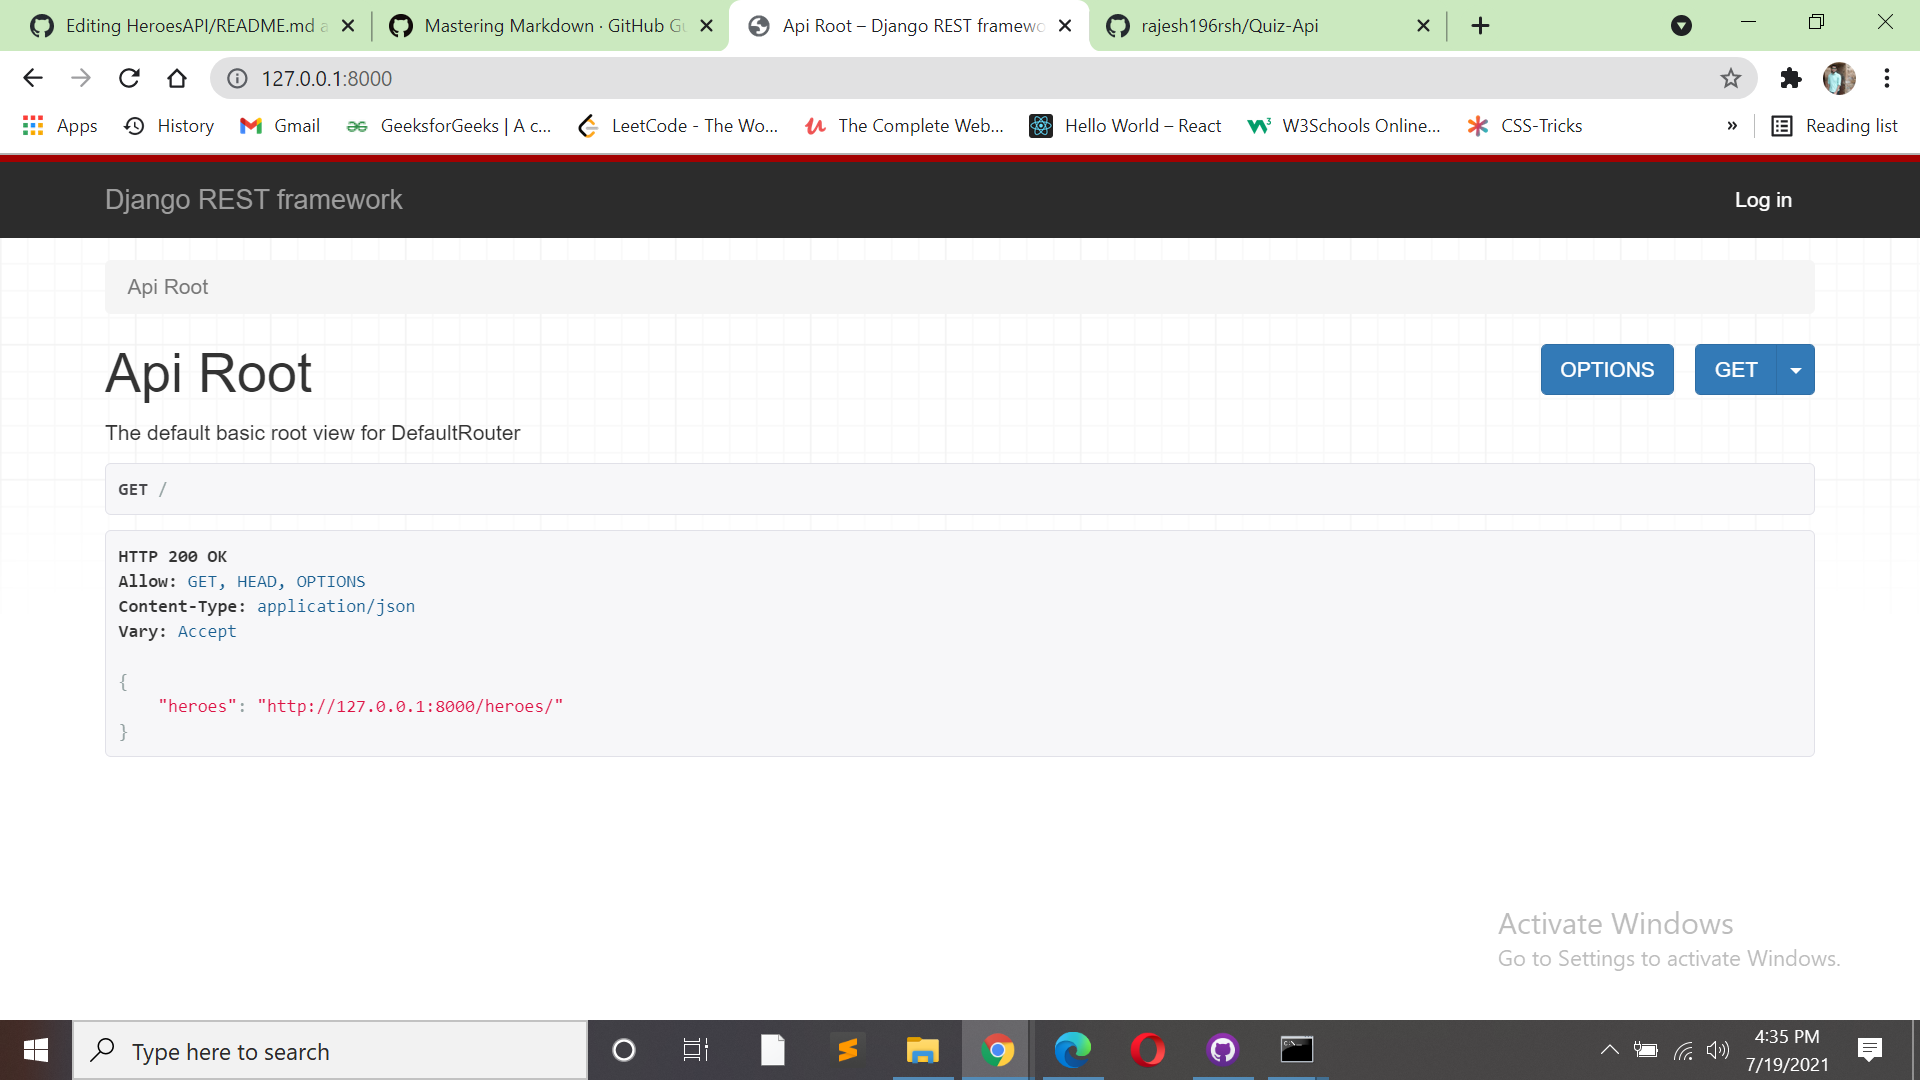 Editing HeroesAPI/README.md a
Mastering Markdown · GitHub Gu
Api Root – Django REST framewo
rajesh196rsh/Quiz-Api
127.0.0.1:8000
Apps
History
Gmail
GeeksforGeeks | A c...
LeetCode - The Wo...
The Complete Web...
Hello World – React
W3Schools Online...
CSS-Tricks
»
Reading list
Django REST framework
Log in
Api Root
Api Root
OPTIONS
GET
The default basic root view for DefaultRouter
GET /
HTTP 200 OK
Allow: GET, HEAD, OPTIONS
Content-Type: application/json
Vary: Accept
{
"heroes": "http://127.0.0.1:8000/heroes/"
}
Activate Windows
Go to Settings to activate Windows.
Type here to search
4:35 PM
7/19/2021